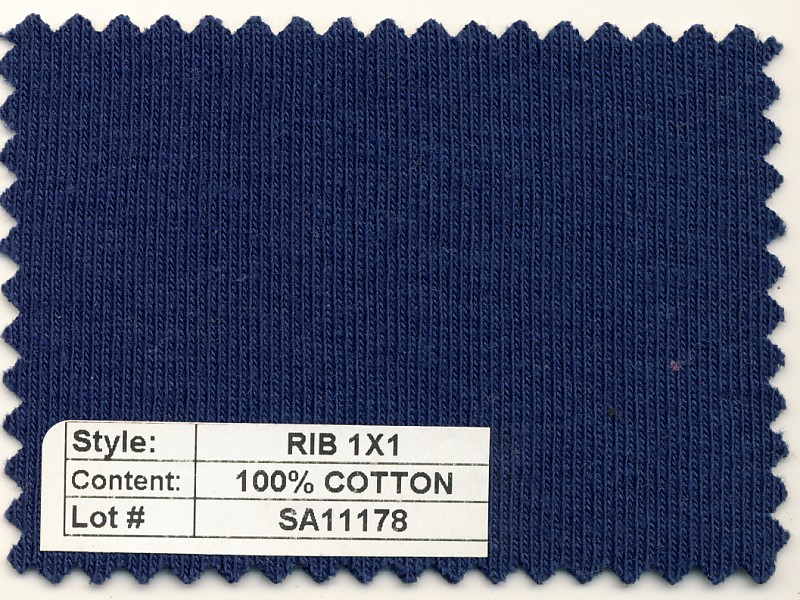 Style: RIB 1X1
Content: 100% COTTON
Lot # SA11178